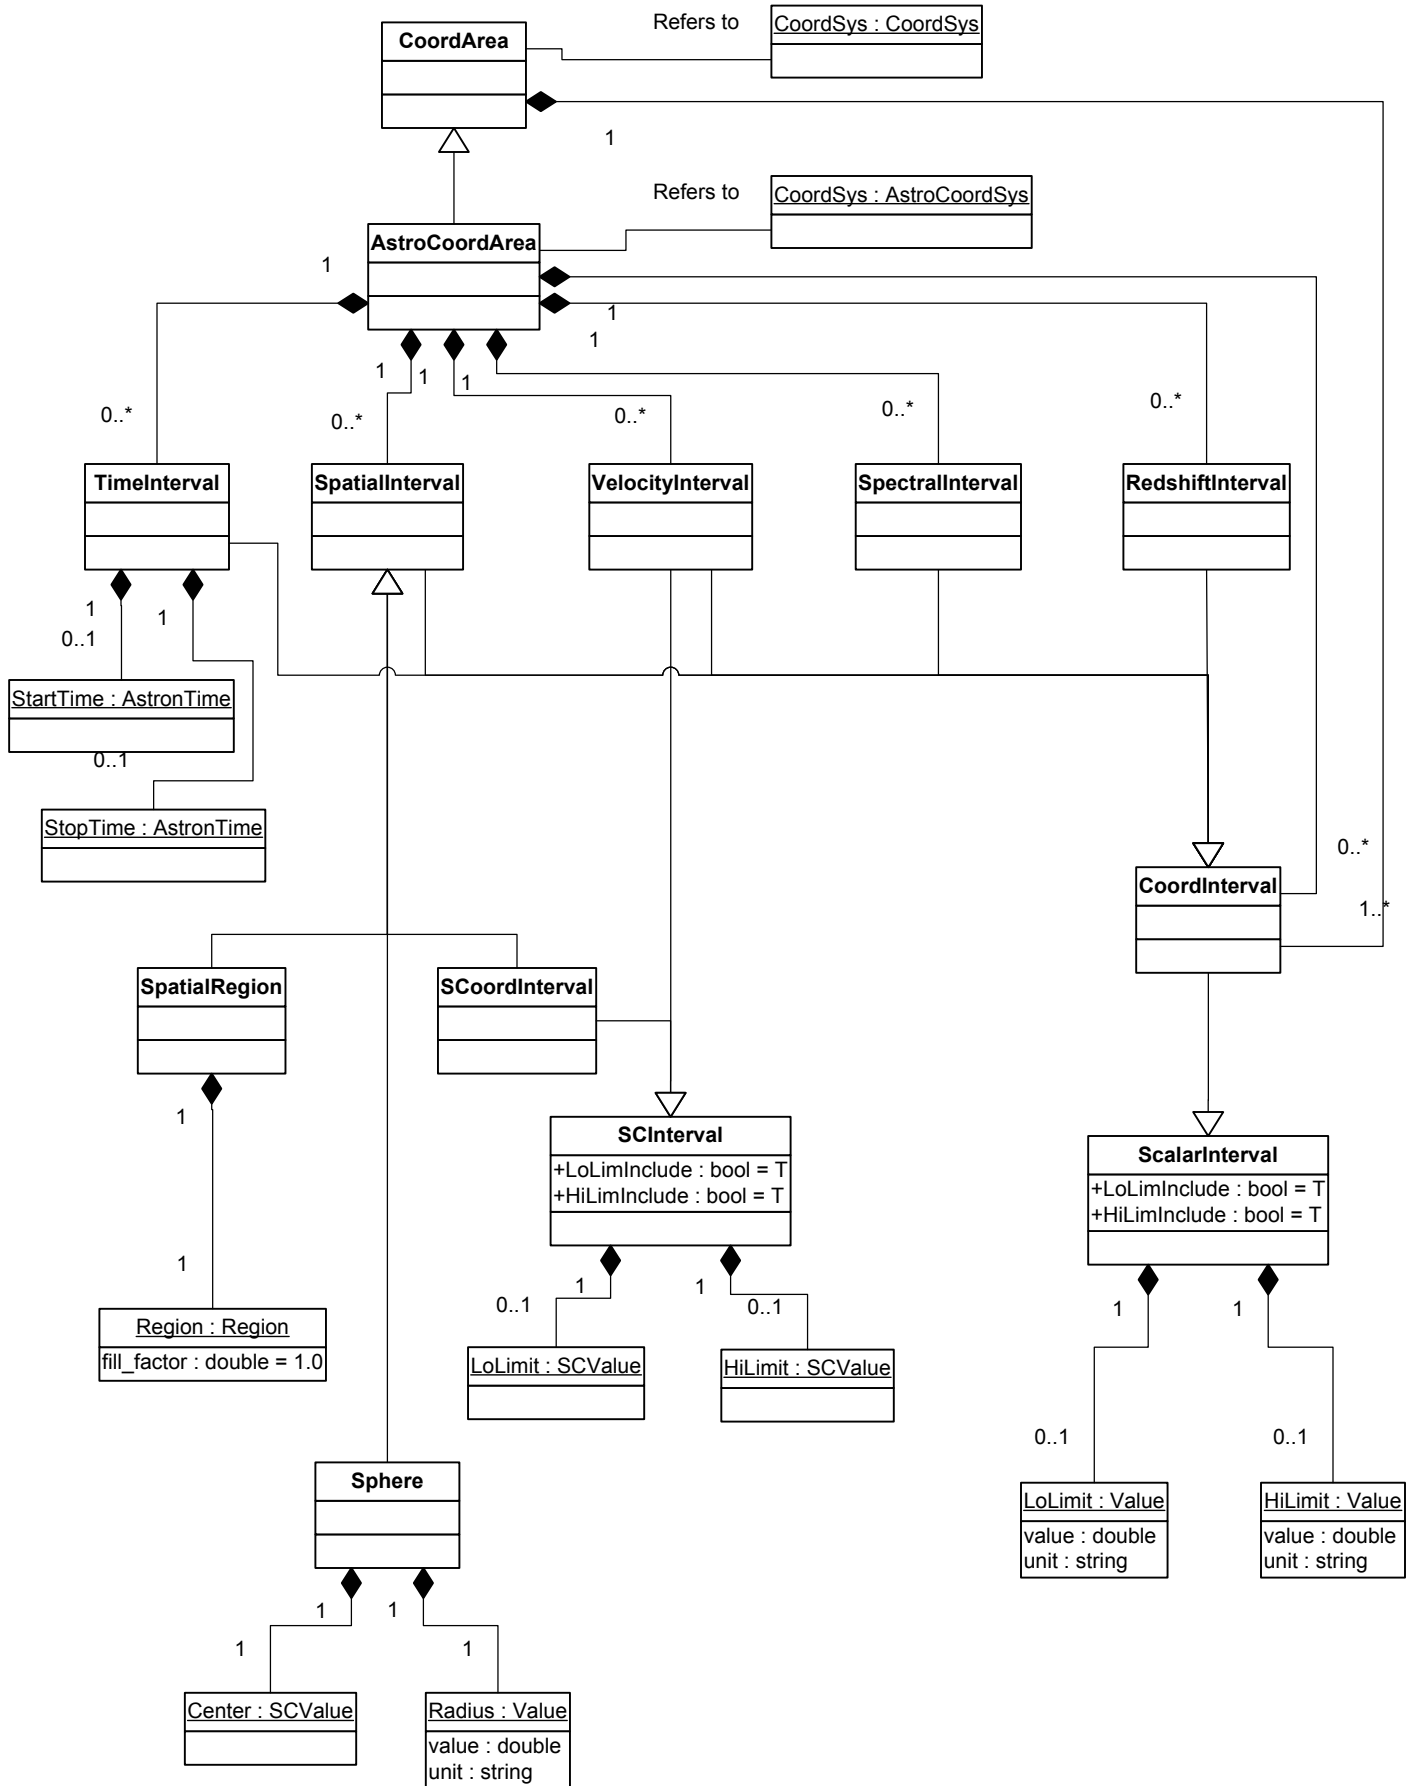 Refers to
CoordSys : CoordSys
CoordArea
1
Refers to
CoordSys : AstroCoordSys
AstroCoordArea
1
1
1
1
1
1
0..*
0..*
0..*
0..*
0..*
TimeInterval
SpatialInterval
VelocityInterval
SpectralInterval
RedshiftInterval
1
1
0..1
StartTime : AstronTime
0..1
StopTime : AstronTime
0..*
CoordInterval
1..*
SpatialRegion
SCoordInterval
1
SCInterval
+LoLimInclude : bool = T
+HiLimInclude : bool = T
ScalarInterval
+LoLimInclude : bool = T
+HiLimInclude : bool = T
1
1
1
0..1
0..1
1
1
Region : Region
fill_factor : double = 1.0
LoLimit : SCValue
HiLimit : SCValue
0..1
0..1
Sphere
LoLimit : Value
value : double
unit : string
HiLimit : Value
value : double
unit : string
1
1
1
1
Center : SCValue
Radius : Value
value : double
unit : string